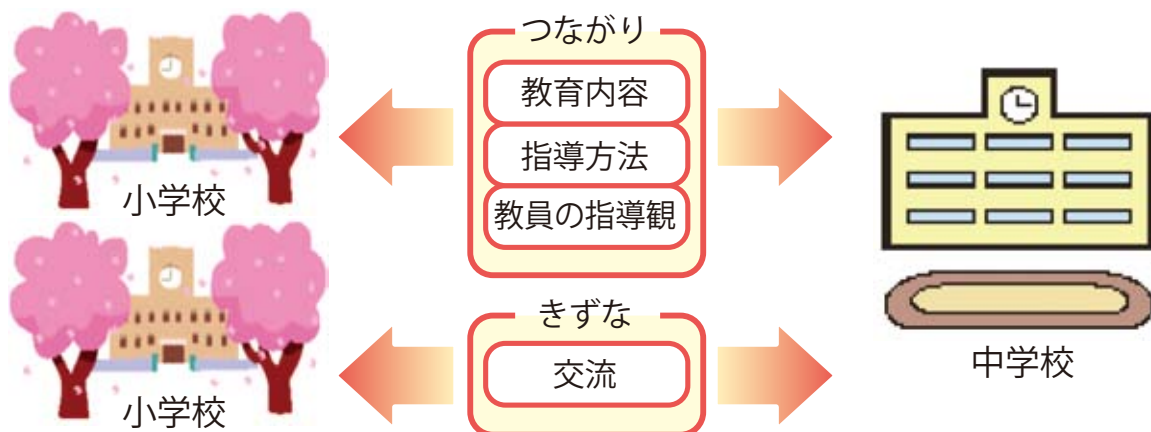 つながり
教育内容
指導方法
教員の指導観
小学校
きずな
交流
小学校
中学校